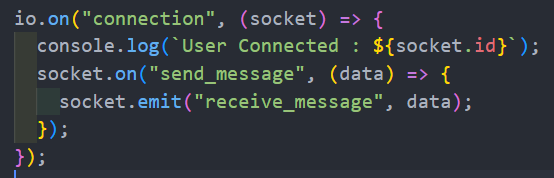 io.on("connection", (socket) => {
  console.log(`User Connected : ${socket.id}`);
  socket.on("send_message", (data) => {
    socket.emit("receive_message", data);
  });
});